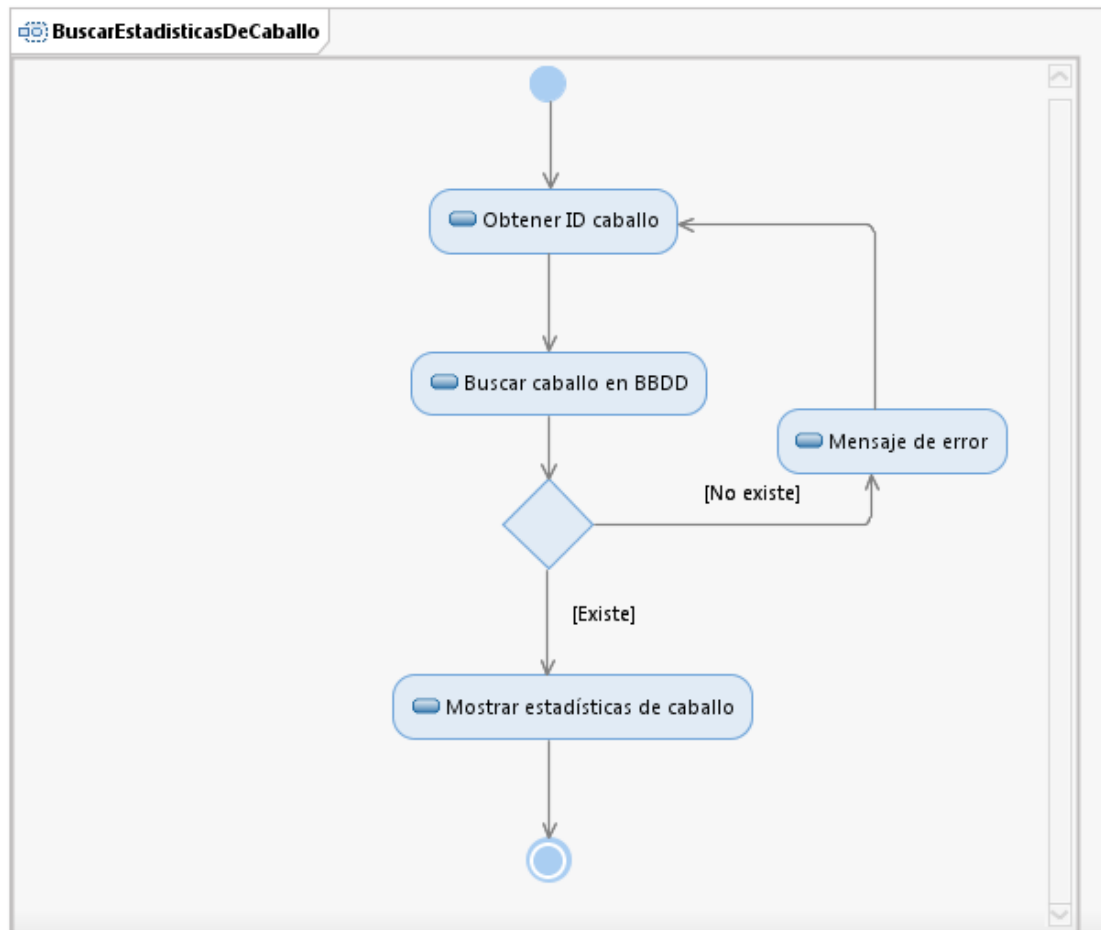 BuscarEstadisticasDeCaballo
Obtener ID caballo
Buscar caballo en BBDD
Mensaje de error
[No existe]
[Existe]
Mostrar estadísticas de caballo